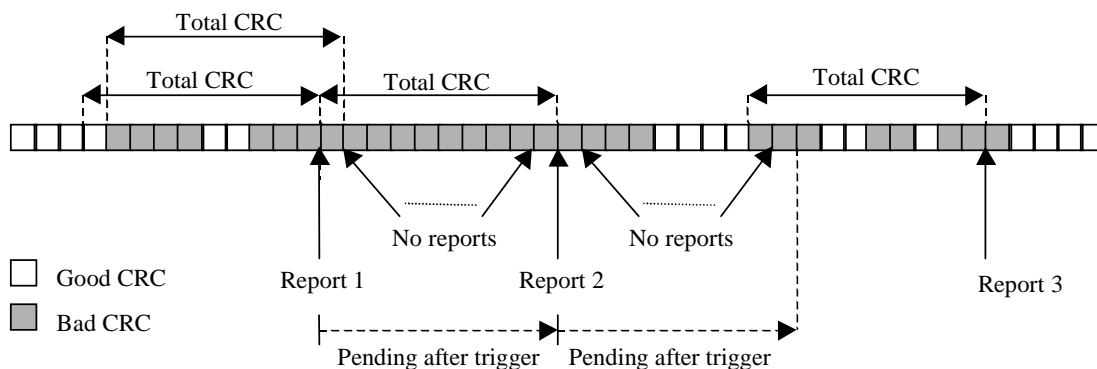 Total CRC
Total CRC
Total CRC
Total CRC
No reports
No reports
Good CRC
Report 1
Report 2
Report 3
Bad CRC
Pending after trigger
Pending after trigger